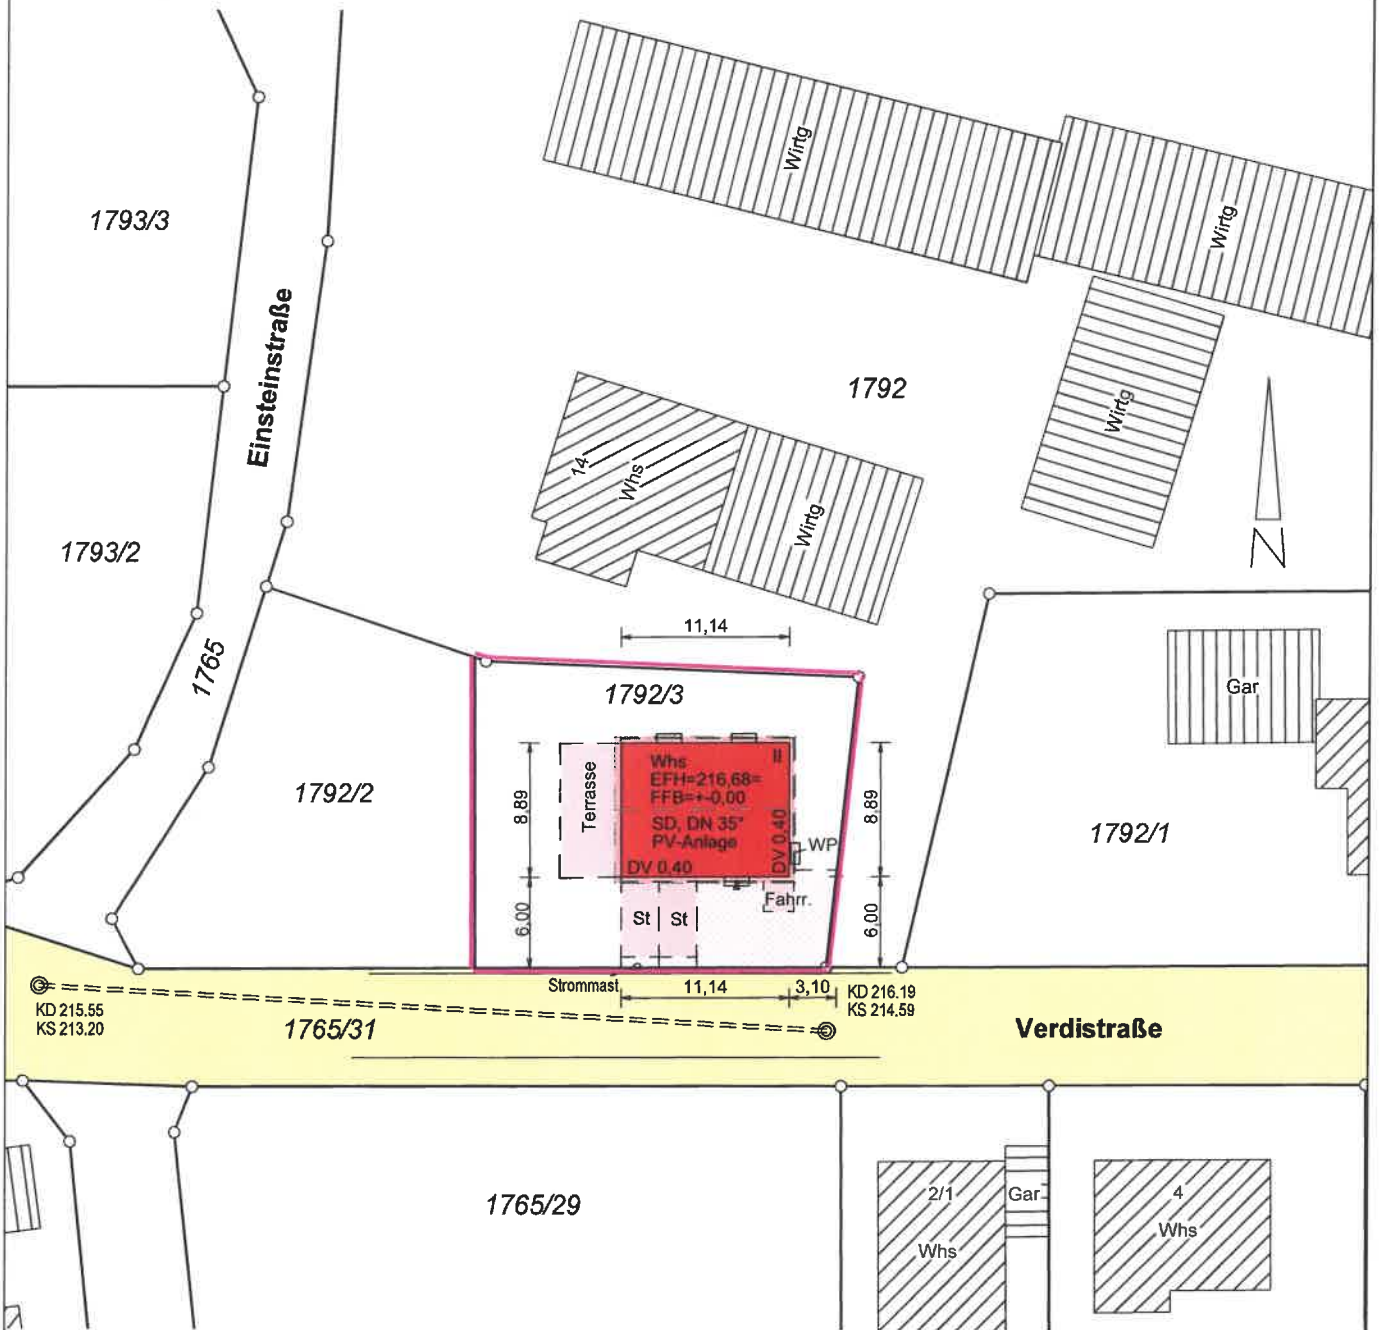 Wirtg
Wirtg
1793/3
Einsteinstraße
1792
Wirtg
14
Whs
Wirtg
1793/2
N
11,14
1765
1792/3
Gar
Whs
II
EFH=216,68=
FFB=+-0,00
SD, DN 35°
PV-Anlage
DV 0,40
DV 0,40
Terrasse
8,89
8,89
1792/2
1792/1
WP
Fahrr.
St
St
6,00
6,00
Strommast
11,14
3,10
KD 216.19
KS 214.59
KD 215.55
KS 213.20
1765/31
Verdistraße
1765/29
2/1
Whs
Gar
4
Whs